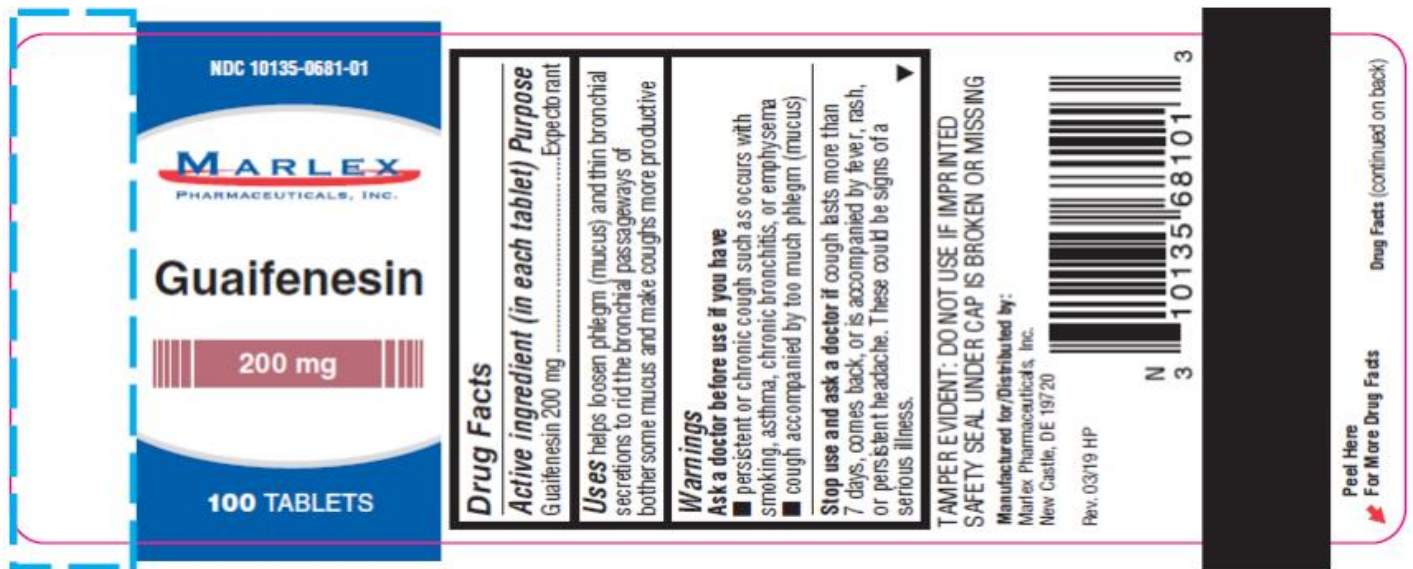 NDC 10135-0681-01
MARLEX
PHARMACEUTICALS, INC.
Guaifenesin
200 mg
100 TABLETS
Drug Facts
Active ingredient (in each tablet) Purpose
Guaifenesin 200 mg ........................ Expectorant
Uses helps loosen phlegm (mucus) and thin bronchial
secretions to rid the bronchial passageways of
bothersome mucus and make coughs more productive
Warnings
Ask a doctor before use if you have
■ persistent or chronic cough such as occurs with
smoking, asthma, chronic bronchitis, or emphysema
■ cough accompanied by too much phlegm (mucus)
Stop use and ask a doctor if cough lasts more than
7 days, comes back, or is accompanied by fever, rash,
or persistent headache. These could be signs of a
serious illness.
TAMPER EVIDENT: DO NOT USE IF IMPRINTED
SAFETY SEAL UNDER CAP IS BROKEN OR MISSING
Manufactured for/Distributed by:
Marlex Pharmaceuticals, Inc.
New Castle, DE 19720
Rev. 03/19 HP
N
3 10135 68101 3
Peel Here
For More Drug Facts
Drug Facts (continued on back)